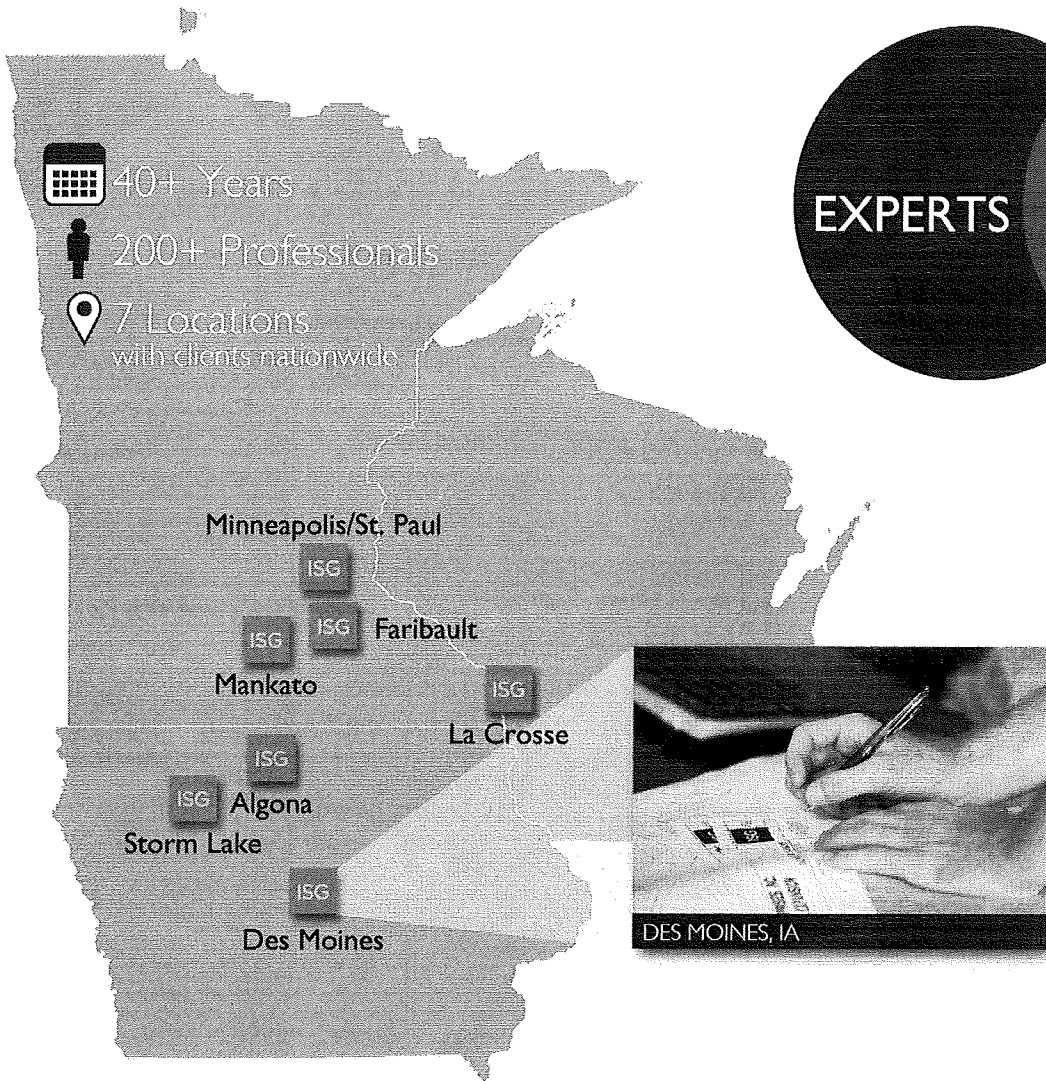 40+ Years
200+ Professionals
7 Locations
with clients nationwide
EXPERTS
Minneapolis/St. Paul
ISG
ISG
Faribault
ISG
Mankato
ISG
La Crosse
ISG
Algona
ISG
Storm Lake
ISG
Des Moines
DES MOINES, IA